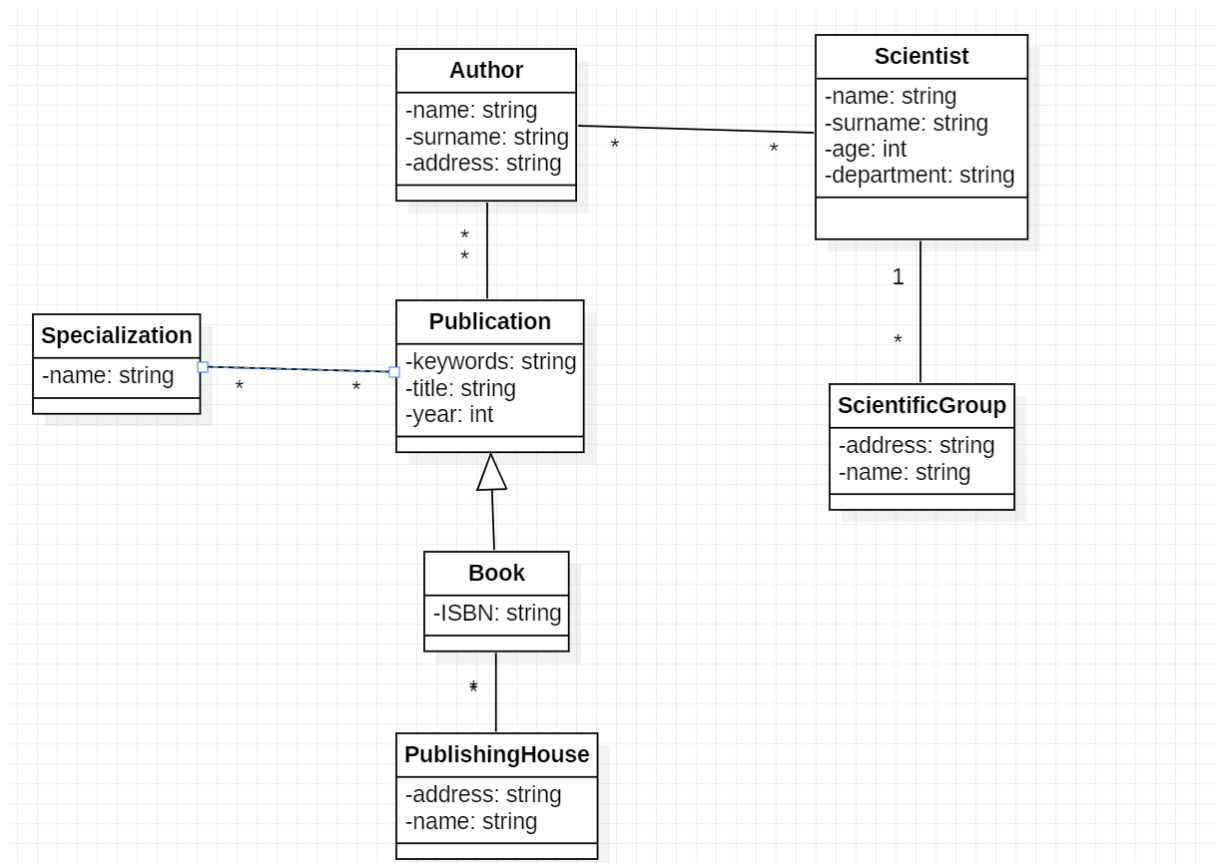 Author
-name: string
-surname: string
-address: string
*
*
Scientist
-name: string
-surname: string
-age: int
-department: string
*
*
1
*
Specialization
-name: string
*
*
Publication
-keywords: string
-title: string
-year: int
ScientificGroup
-address: string
-name: string
Book
-ISBN: string
*
PublishingHouse
-address: string
-name: string